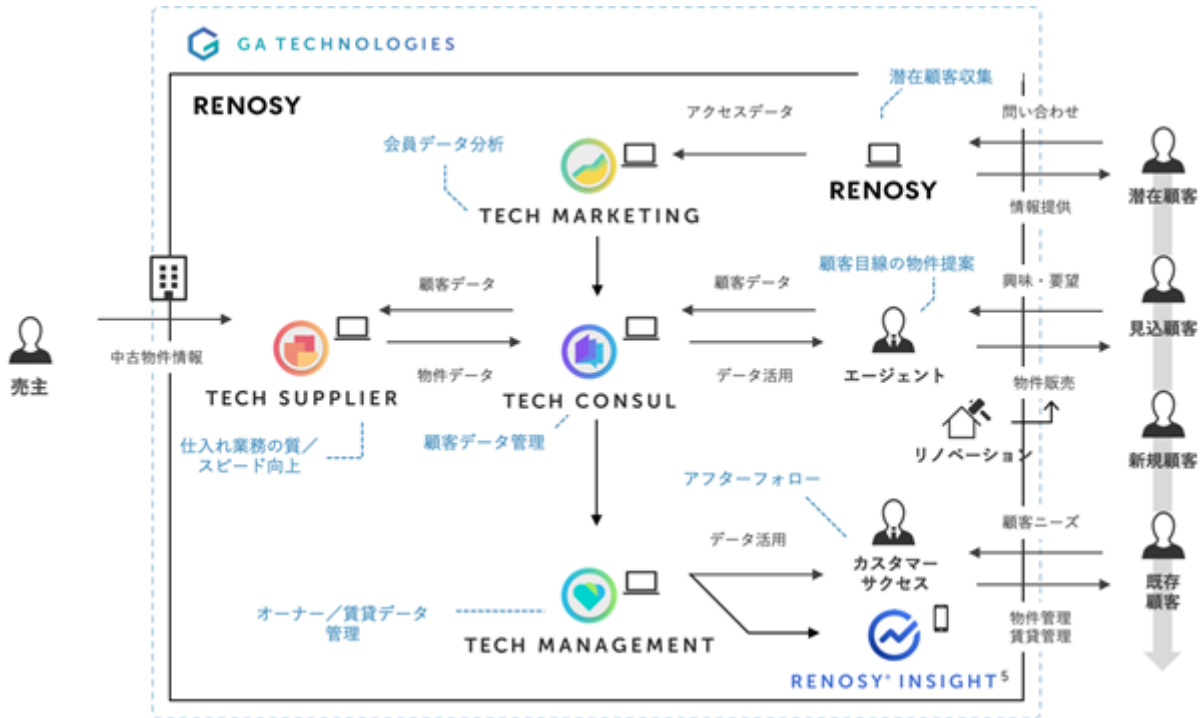 GA TECHNOLOGIES
RENOSY
潜在顧客収集
アクセスデータ
問い合わせ
会員データ分析
RENOSY
TECH MARKETING
潜在顧客
情報提供
顧客目線の物件提案
顧客データ
顧客データ
興味・要望
見込顧客
中古物件情報
売主
物件データ
データ活用
エージェント
物件販売
TECH SUPPLIER
TECH CONSUL
仕入れ業務の質／
スピード向上
顧客データ管理
リノベーション
新規顧客
アフターフォロー
データ活用
顧客ニーズ
カスタマー
サクセス
既存
顧客
オーナー／賃貸データ
管理
物件管理
賃貸管理
TECH MANAGEMENT
RENOSY® INSIGHT5